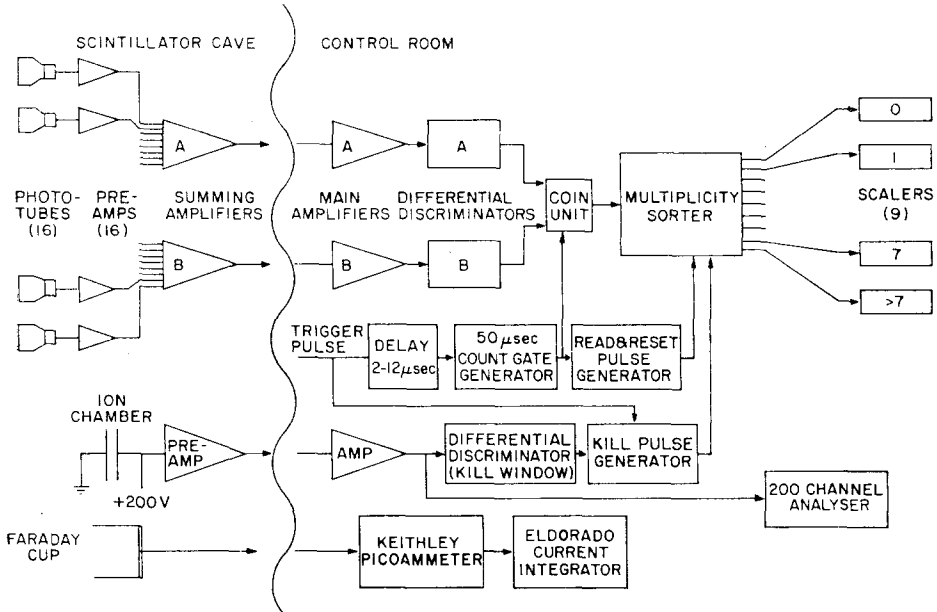 SCINTILLATOR CAVE
CONTROL ROOM
A
A
A
0
1
PHOTO-
TUBES
(16)
PRE-
AMPS
(16)
SUMMING
AMPLIFIERS
MAIN
AMPLIFIERS
DIFFERENTIAL
DISCRIMINATORS
COIN
UNIT
MULTIPLICITY
SORTER
SCALERS
(9)
B
B
B
7
>7
TRIGGER
PULSE
DELAY
2-12μsec
50 μsec
COUNT GATE
GENERATOR
READ&RESET
PULSE
GENERATOR
ION
CHAMBER
+200V
PRE-
AMP
AMP
DIFFERENTIAL
DISCRIMINATOR
(KILL WINDOW)
KILL PULSE
GENERATOR
200 CHANNEL
ANALYSER
FARADAY
CUP
KEITHLEY
PICOAMMETER
ELDORADO
CURRENT
INTEGRATOR